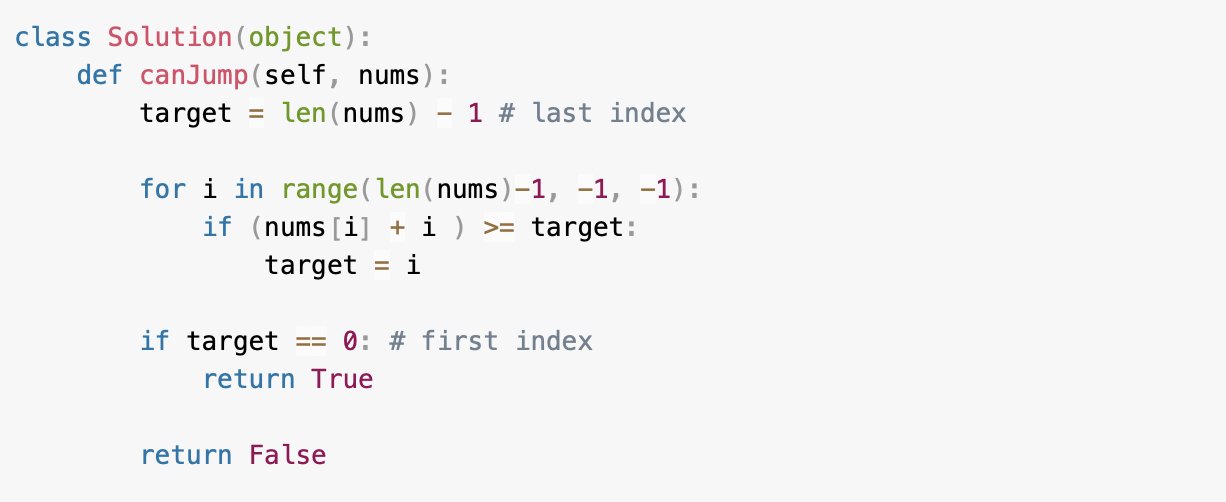 class Solution(object):
    def canJump(self, nums):
        target = len(nums) - 1 # last index

        for i in range(len(nums)-1, -1, -1):
            if (nums[i] + i ) >= target:
                target = i

        if target == 0: # first index
            return True

        return False